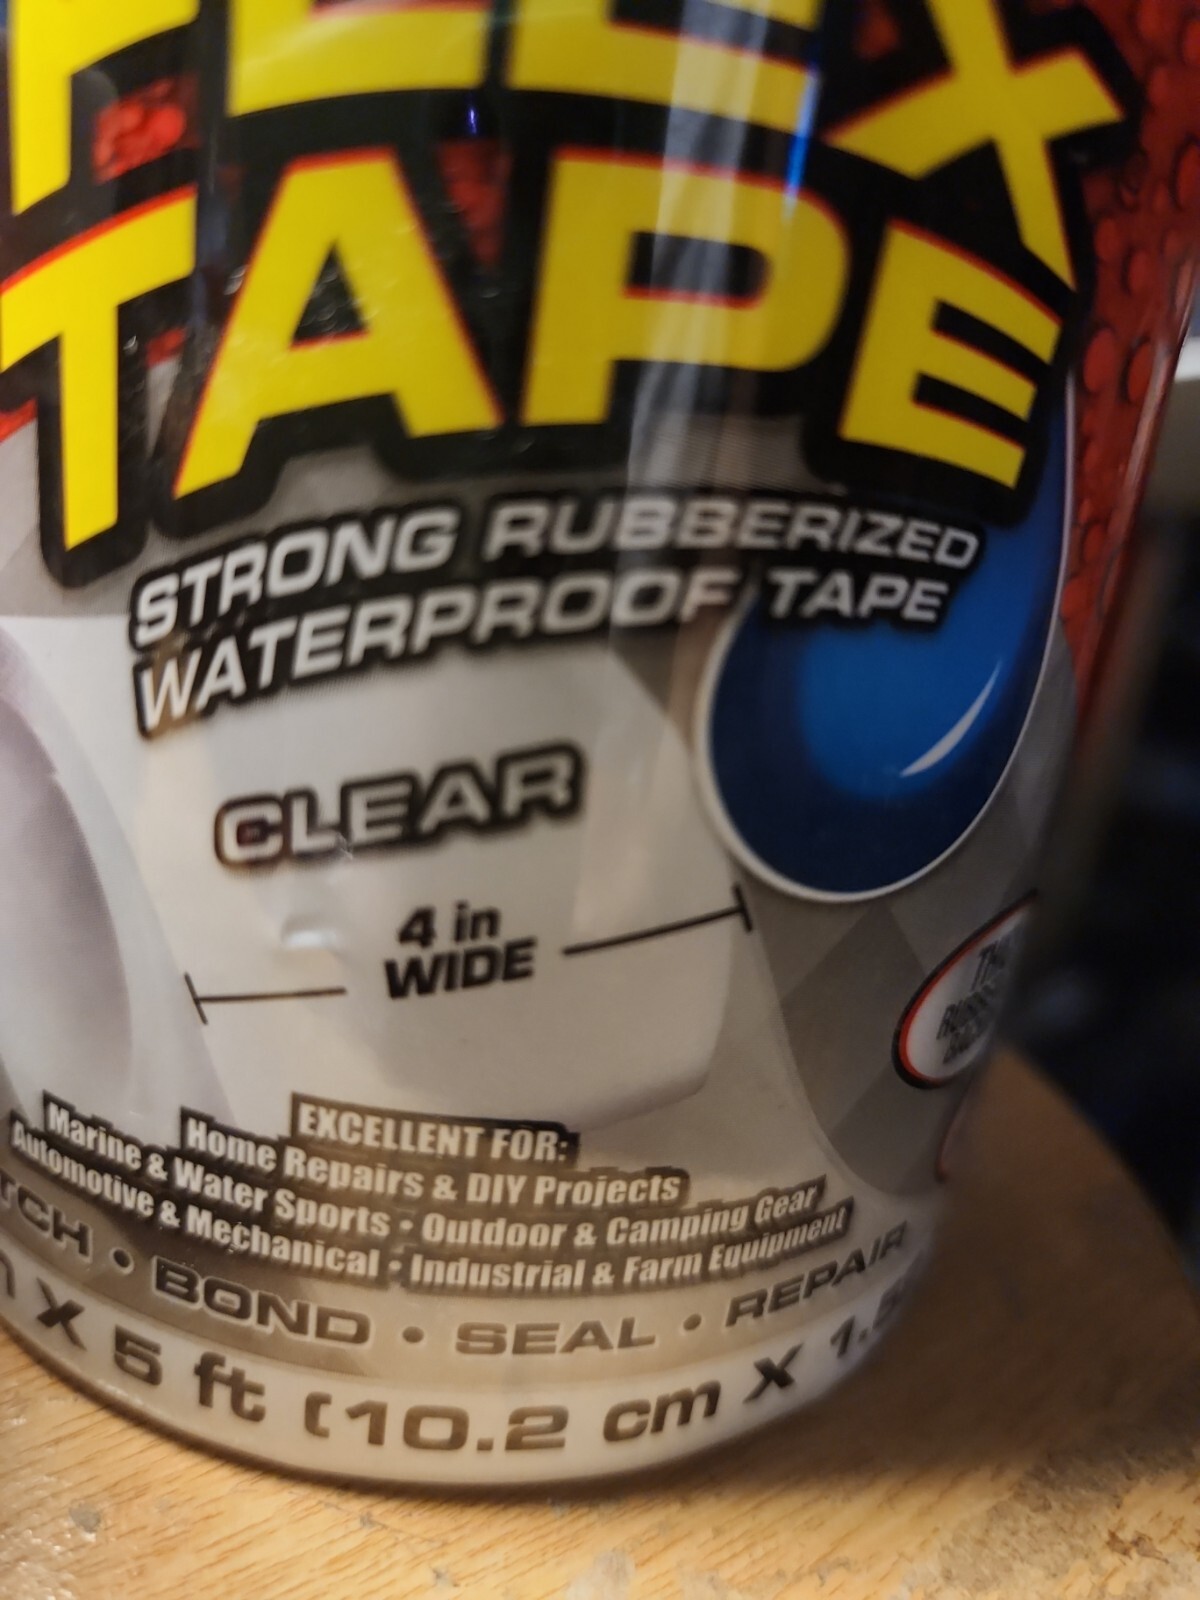 FLEX
TAPE
STRONG RUBBERIZED
WATERPROOF TAPE
CLEAR
4 in
WIDE
EXCELLENT FOR:
Home Repairs & DIY Projects
Marine & Water Sports • Outdoor & Camping Gear
Automotive & Mechanical • Industrial & Farm Equipment
• BOND • SEAL • REPAIR
X 5 ft (10.2 cm X